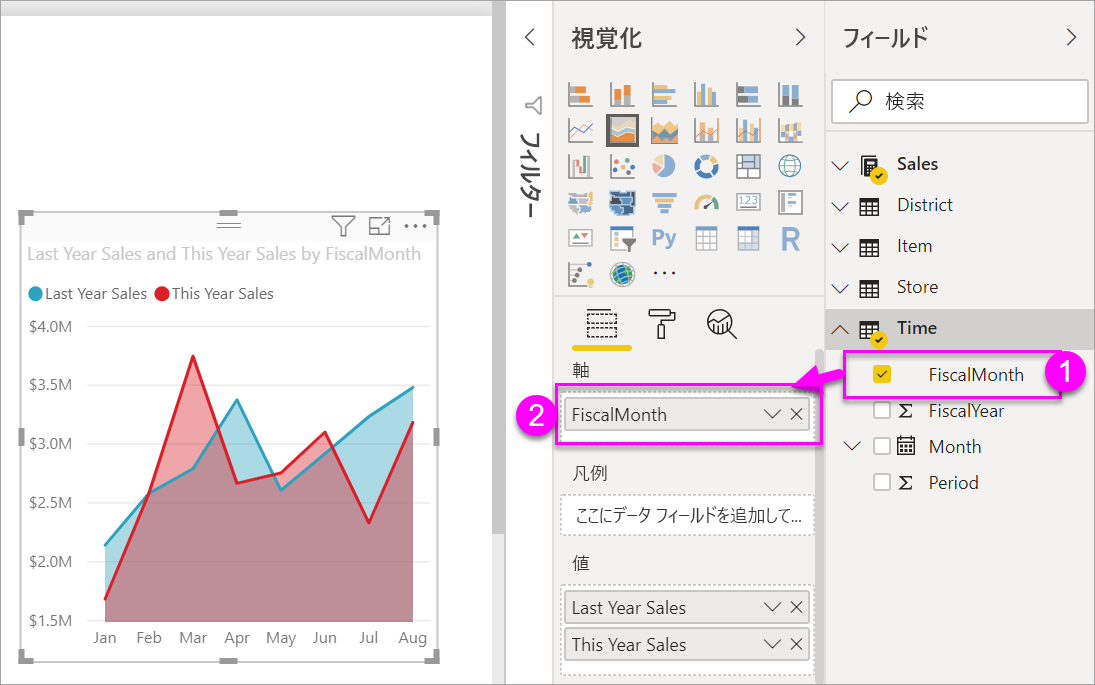 Last Year Sales and This Year Sales by FiscalMonth
Last Year Sales This Year Sales
$4.0M
$3.5M
$3.0M
$2.5M
$2.0M
$1.5M
Jan Feb Mar Apr May Jun Jul Aug
フィルター
視覚化
123
Py
R
軸
2
FiscalMonth
凡例
ここにデータ フィールドを追加して...
値
Last Year Sales
This Year Sales
フィールド
検索
Sales
District
Item
Store
Time
FiscalMonth
1
Σ FiscalYear
Month
Σ Period